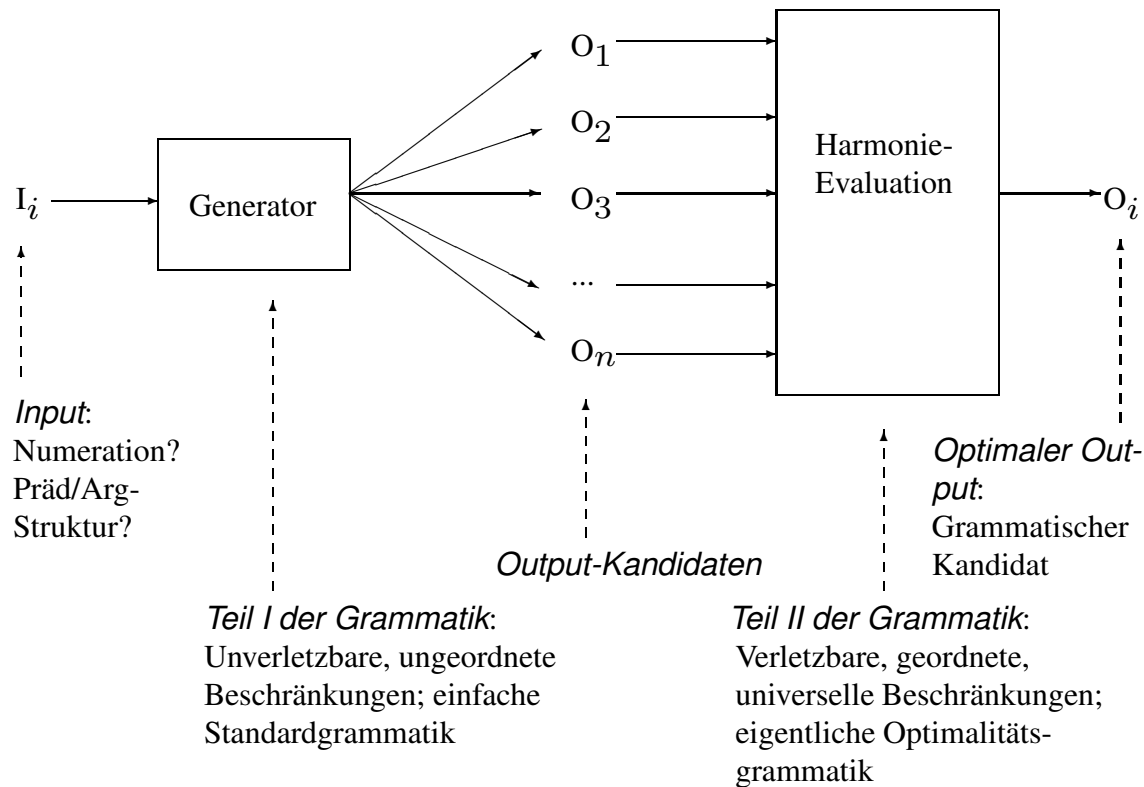 O1
O2
Harmonie-
Evaluation
Ii
Generator
O3
Oi
...
On
Input:
Numeration?
Präd/Arg-
Struktur?
Optimaler Out-
put:
Grammatischer
Kandidat
Output-Kandidaten
Teil I der Grammatik:
Unverletzbare, ungeordnete
Beschränkungen; einfache
Standardgrammatik
Teil II der Grammatik:
Verletzbare, geordnete,
universelle Beschränkungen;
eigentliche Optimalitäts-
grammatik